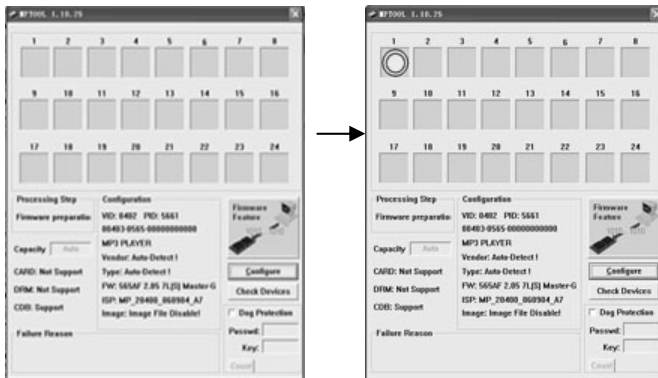 MPTOOL 1.10.25
1 2 3 4 5 6 7 8
9 10 11 12 13 14 15 16
17 18 19 20 21 22 23 24
Processing Step
Firmware preparatio
Capacity Auto
CARD: Not Support
DRM: Not Support
CDB: Support
Configuration
VID: 0402 PID: 5661
MP3 PLAYER
Vendor: Auto-Detect !
Type: Auto-Detect !
FW: 565AF 2.05 7L(S) Master-G
ISP: MP_20400_060904_A7
Image: Image File Disable!
Firmware
Feature
1010 1010
Configure
Check Devices
Dog Protection
Passwd:
Key:
Count
Failure Reason
MPTOOL 1.10.25
1 2 3 4 5 6 7 8
9 10 11 12 13 14 15 16
17 18 19 20 21 22 23 24
Processing Step
Firmware preparatio
Capacity Auto
CARD: Not Support
DRM: Not Support
CDB: Support
Configuration
VID: 0402 PID: 5661
MP3 PLAYER
Vendor: Auto-Detect !
Type: Auto-Detect !
FW: 565AF 2.05 7L(S) Master-G
ISP: MP_20400_060904_A7
Image: Image File Disable!
Firmware
Feature
1010 1010
Configure
Check Devices
Dog Protection
Passwd:
Key:
Count
Failure Reason